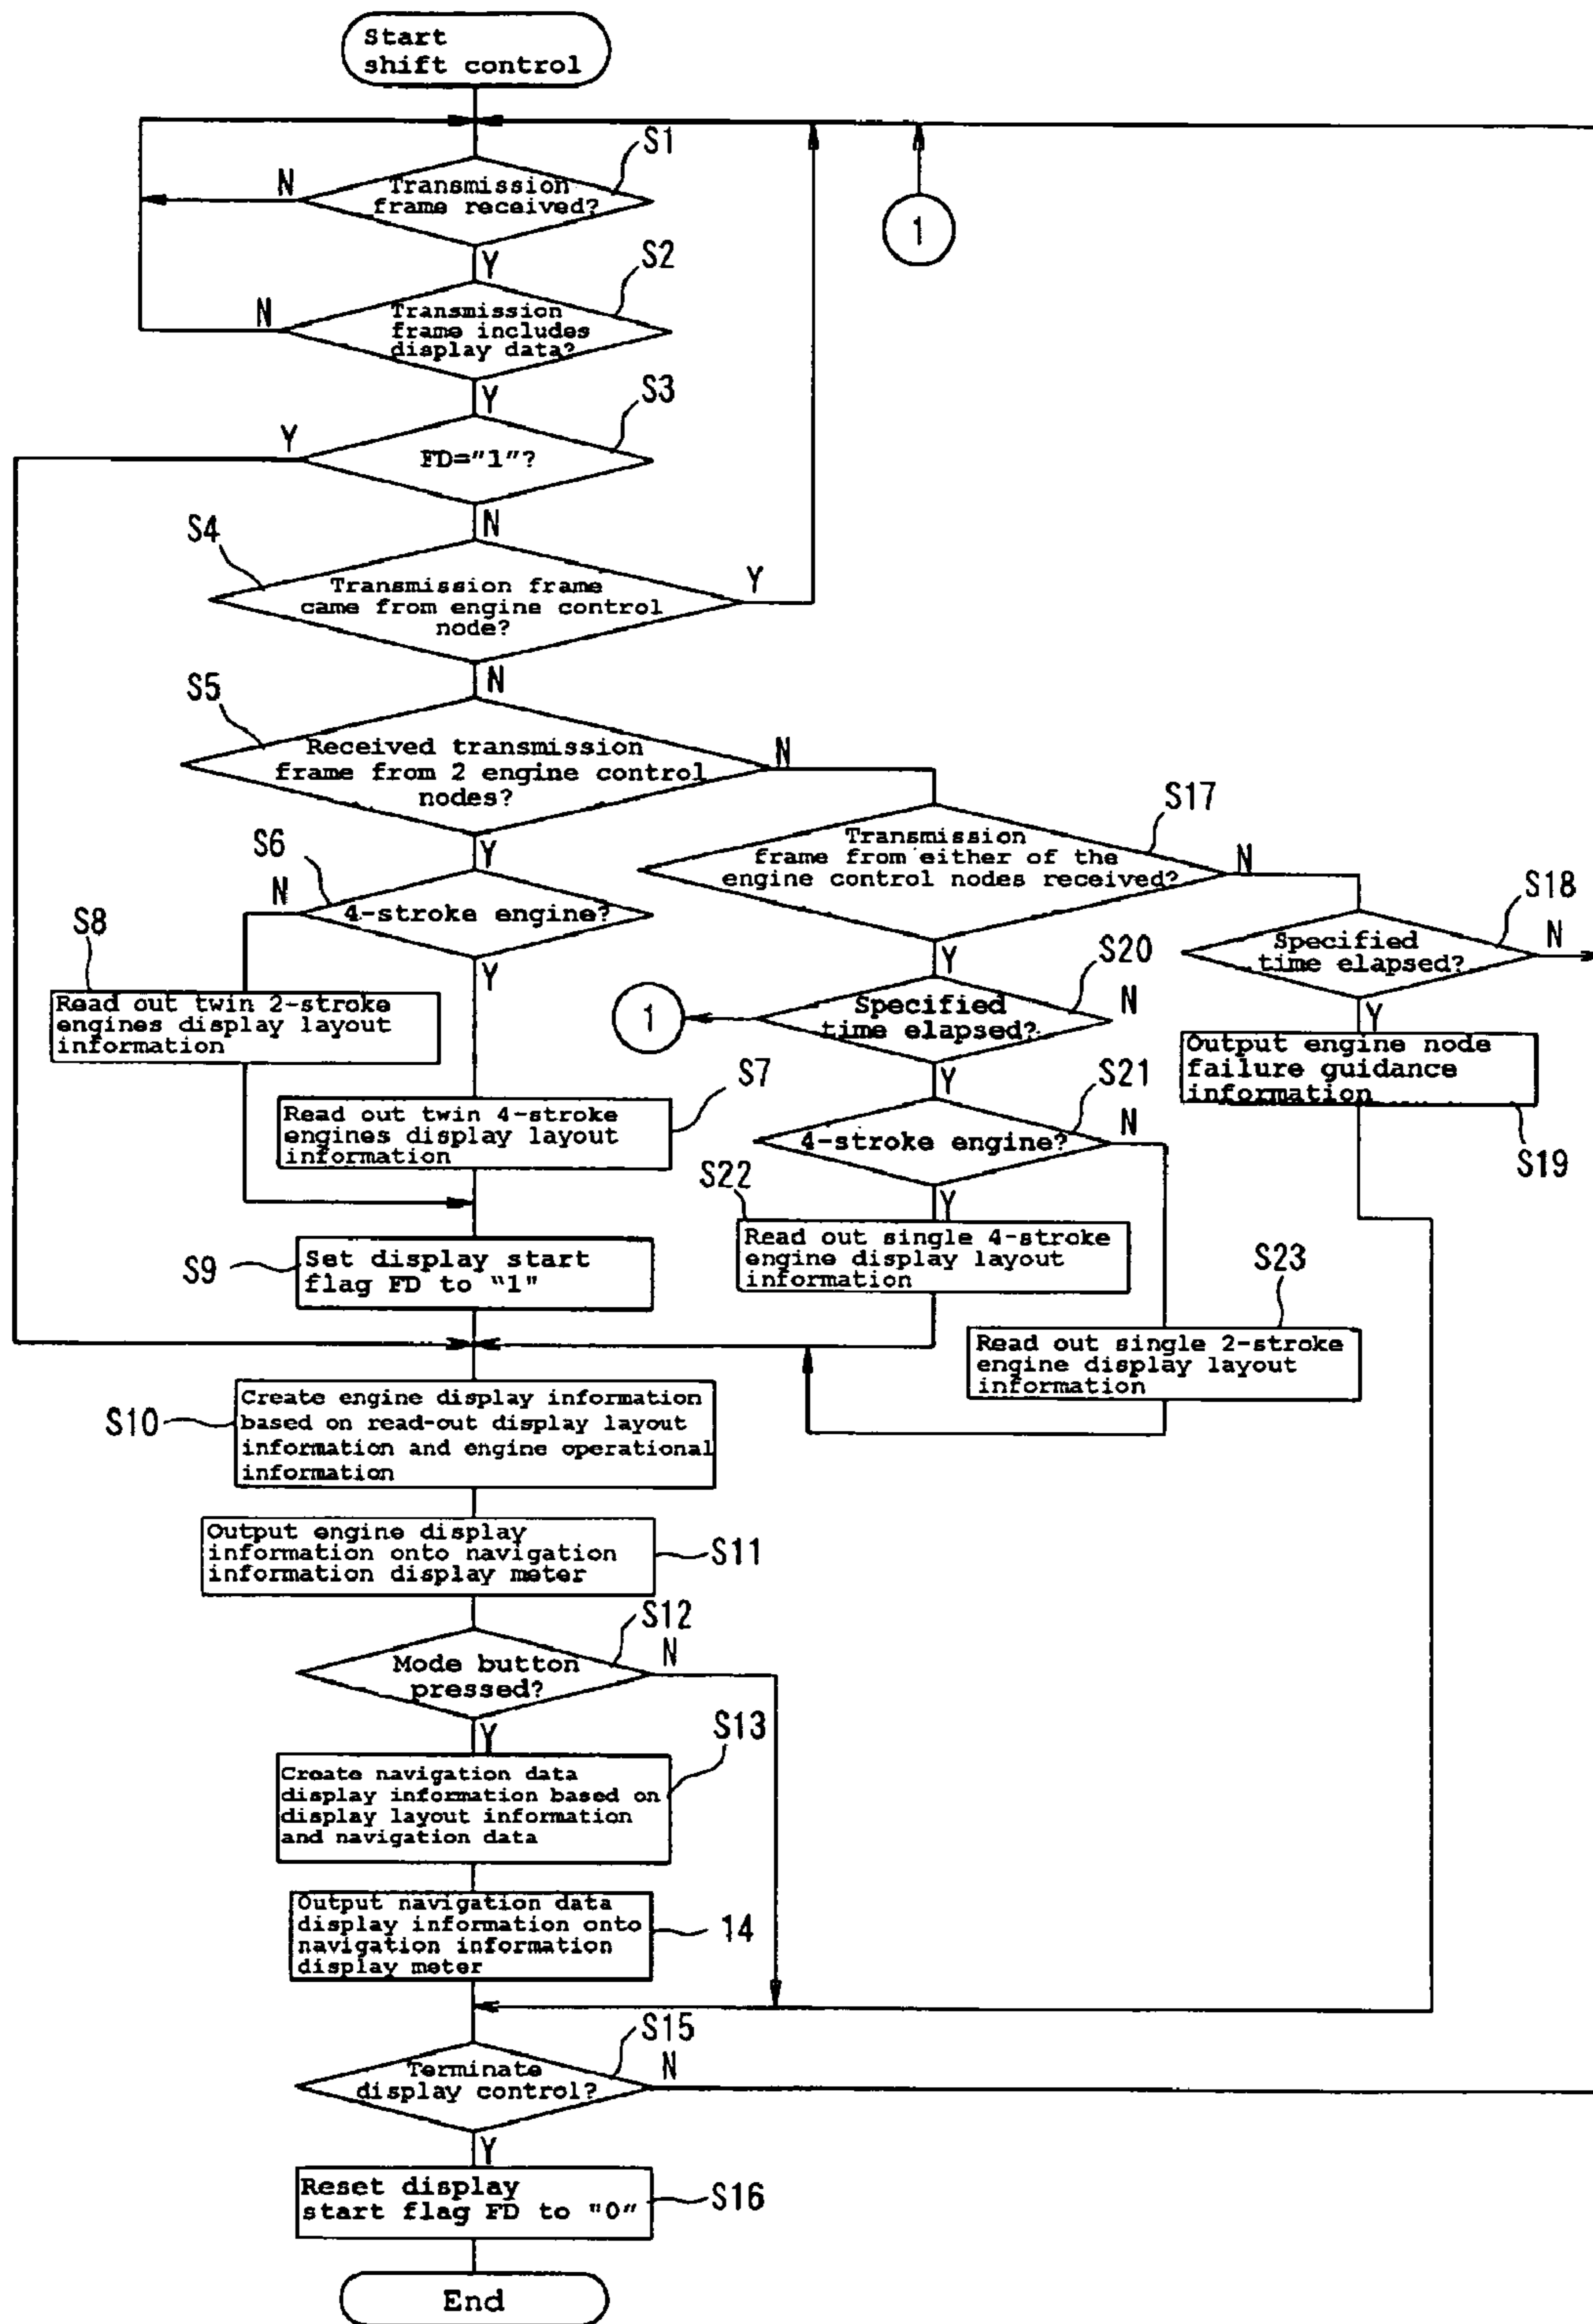 Start
shift control
S1
N
Transmission
frame received?
1
Y
S2
N
Transmission
frame includes
display data?
Y
S3
Y
FD="1"?
N
S4
Transmission frame
came from engine control
node?
Y
N
S5
Received transmission
frame from 2 engine control
nodes?
N
S17
Transmission
frame from either of the
engine control nodes received?
N
Y
S6
N
4-stroke engine?
Y
S18
Specified
time elapsed?
N
Y
S8
Read out twin 2-stroke
engines display layout
information
Y
S20
1
Specified
time elapsed?
N
Y
Output engine node
failure guidance
information
S19
S7
Read out twin 4-stroke
engines display layout
information
S21
4-stroke engine?
N
S22
Y
Read out single 4-stroke
engine display layout
information
S9
Set display start
flag FD to "1"
S23
Read out single 2-stroke
engine display layout
information
S10
Create engine display information
based on read-out display layout
information and engine operational
information
Output engine display
information onto navigation
information display meter
S11
S12
Mode button
pressed?
N
Y
S13
Create navigation data
display information based on
display layout information
and navigation data
Output navigation data
display information onto
navigation information
display meter
14
S15
Terminate
display control?
N
Y
Reset display
start flag FD to "0"
S16
End